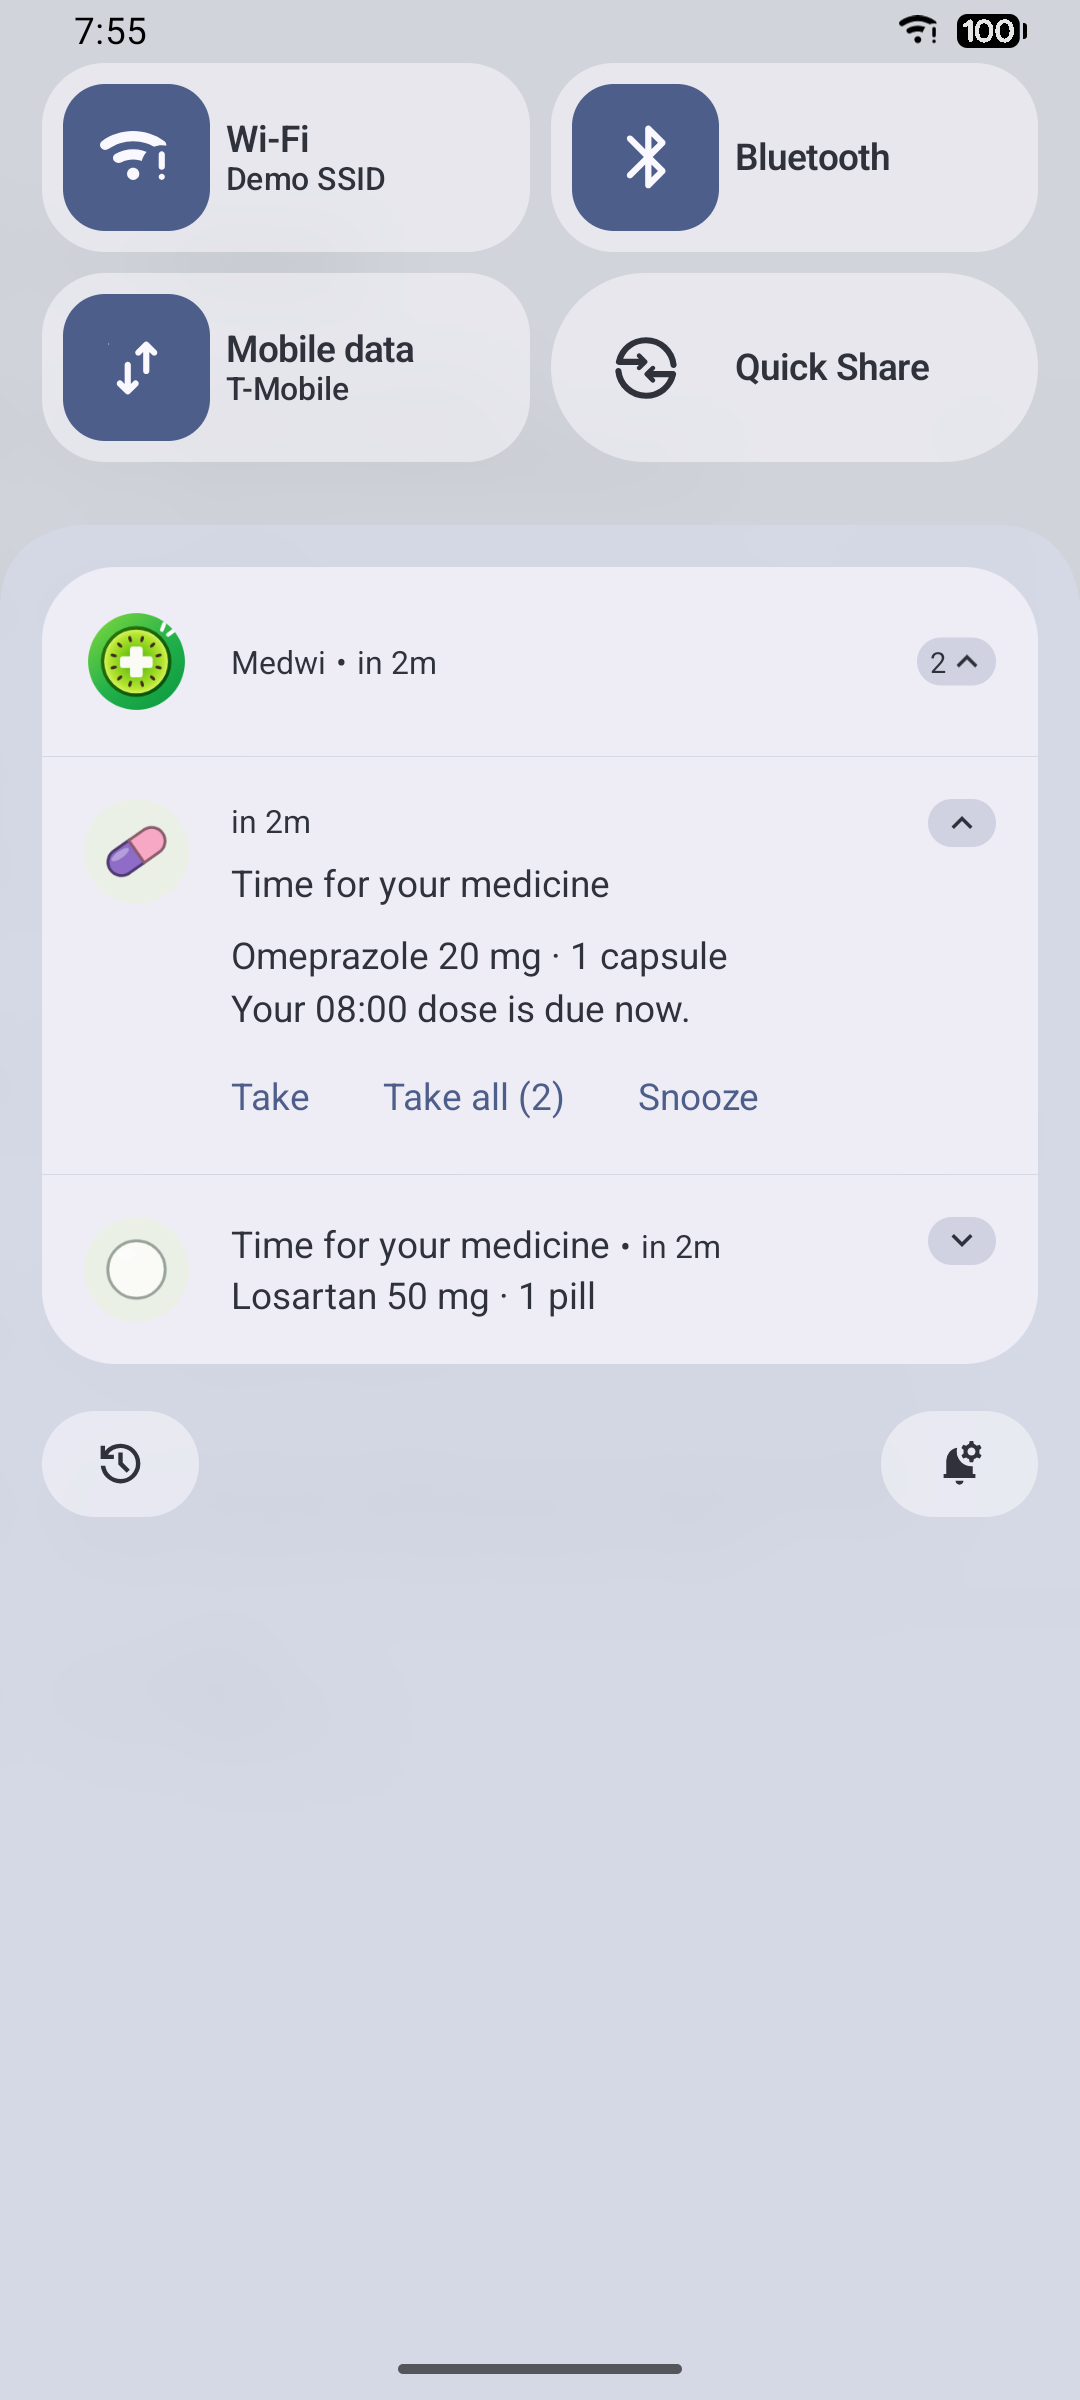 7:55
100
Wi-Fi
Demo SSID
Bluetooth
Mobile data
T-Mobile
Quick Share
Medwi • in 2m
2
in 2m
Time for your medicine
Omeprazole 20 mg · 1 capsule
Your 08:00 dose is due now.
Take Take all (2) Snooze
Time for your medicine • in 2m
Losartan 50 mg · 1 pill